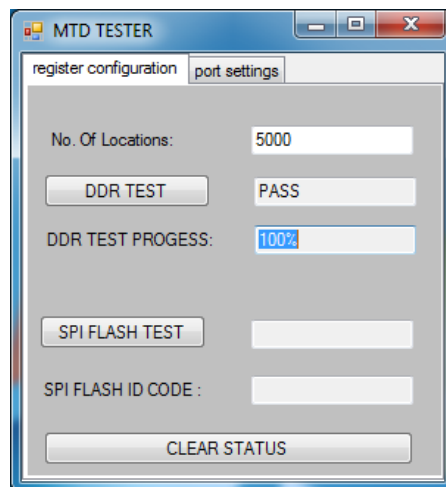 MTD TESTER
register configuration port settings
No. Of Locations: 5000
DDR TEST PASS
DDR TEST PROGESS: 100%
SPI FLASH TEST
SPI FLASH ID CODE :
CLEAR STATUS